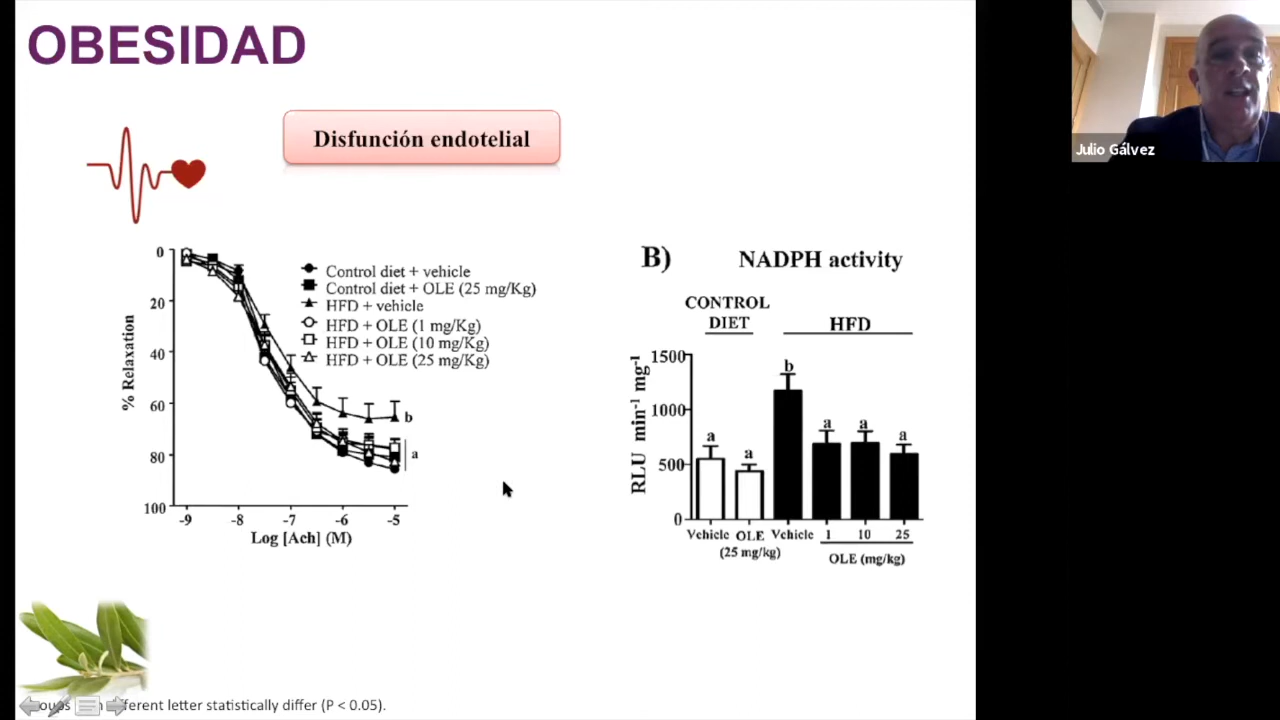 OBESIDAD
Disfunción endotelial
Julio Gálvez
0
20
40
60
80
100
% Relaxation
Control diet + vehicle
Control diet + OLE (25 mg/Kg)
HFD + vehicle
HFD + OLE (1 mg/Kg)
HFD + OLE (10 mg/Kg)
HFD + OLE (25 mg/Kg)
b
a
-9 -8 -7 -6 -5
Log [Ach] (M)
B) NADPH activity
CONTROL
DIET
HFD
1500
1000
500
0
RLU min-1 mg-1
a a b a a a
Vehicle OLE Vehicle 1 10 25
(25 mg/kg)
OLE (mg/kg)
letter statistically differ (P < 0.05).